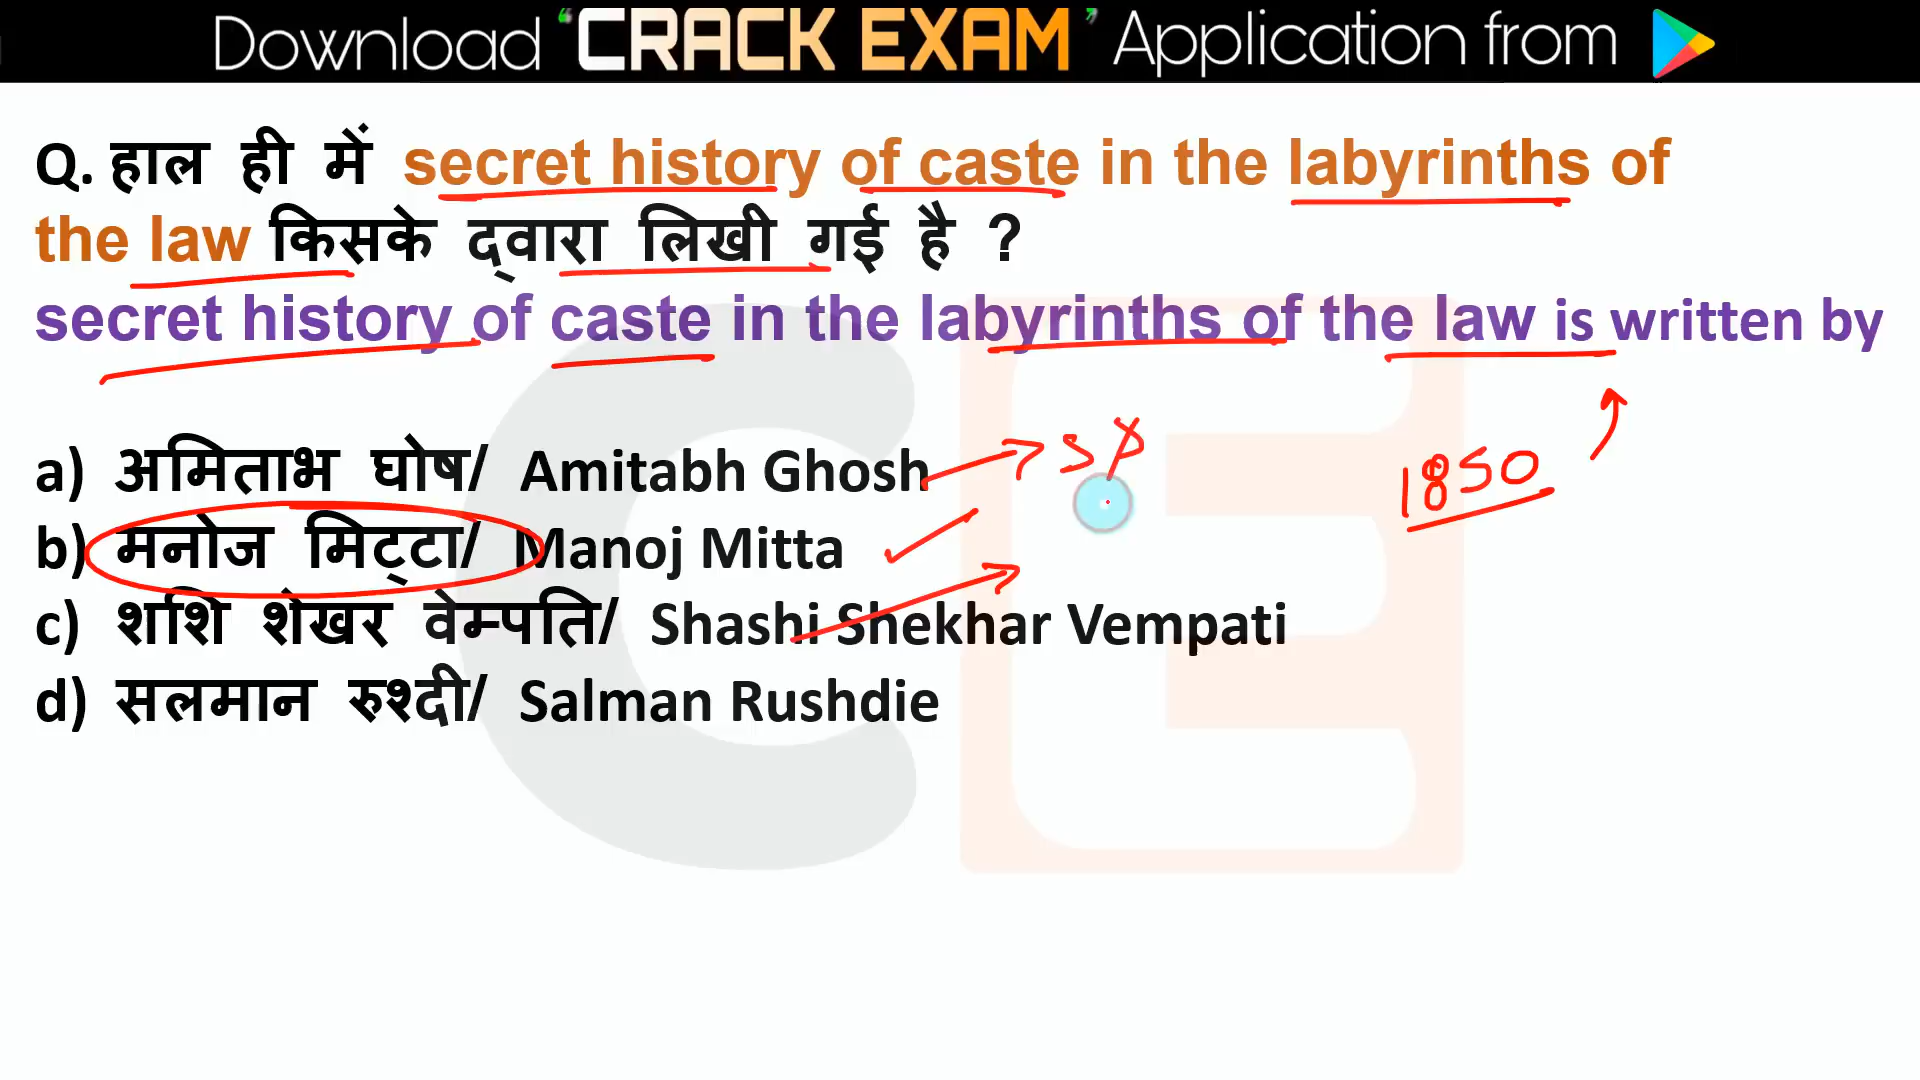 Download ‘CRACK EXAM’ Application from
Q. हाल ही में secret history of caste in the labyrinths of
the law किसके द्वारा लिखी गई है ?
secret history of caste in the labyrinths of the law is written by
a) अमिताभ घोष/ Amitabh Ghosh
1850
b) मनोज मिट्टा/ Manoj Mitta
c) शशि शेखर वेम्पति/ Shashi Shekhar Vempati
d) सलमान रुश्दी/ Salman Rushdie
CE